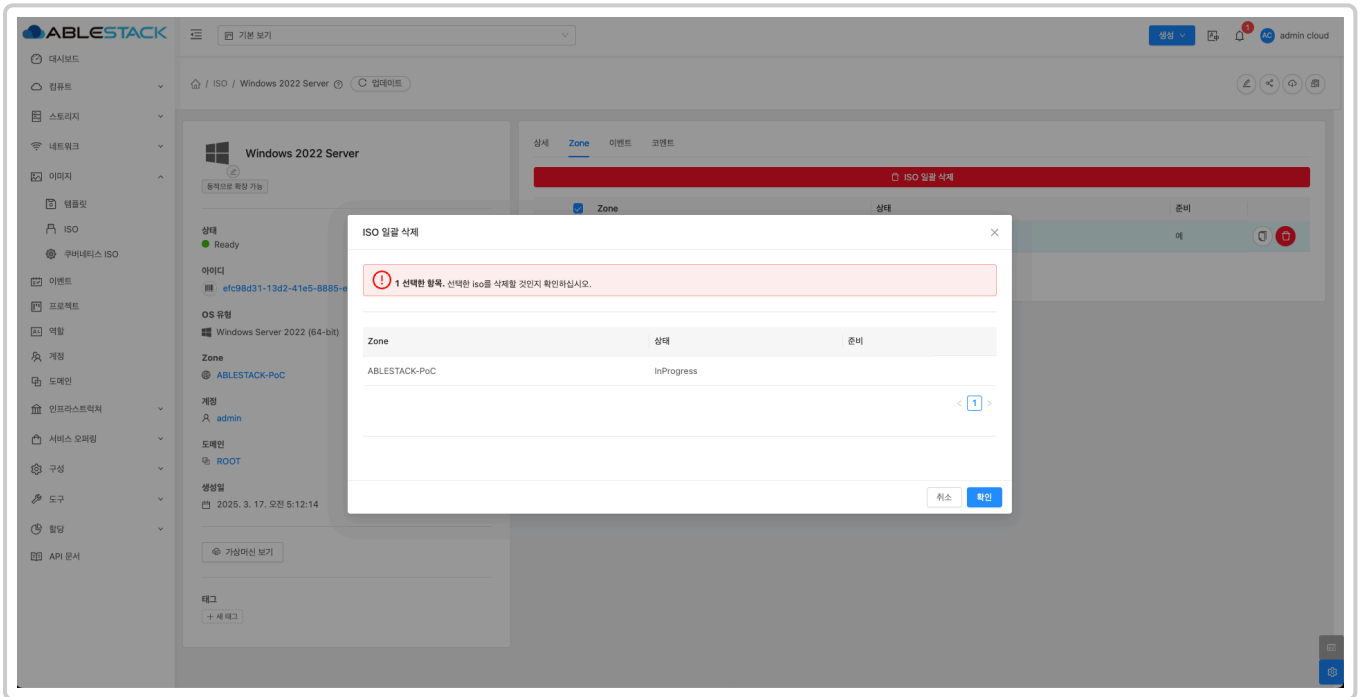 ABLESTACK
기본 보기
생성
1
AC
admin cloud
대시보드
컴퓨트
스토리지
네트워크
이미지
템플릿
ISO
쿠버네티스 ISO
이벤트
프로젝트
역할
계정
도메인
인프라스트럭쳐
서비스 오퍼링
구성
도구
할당
API 문서
/ ISO / Windows 2022 Server
업데이트
Windows 2022 Server
동적으로 확장 가능
상태
Ready
아이디
efc98d31-13d2-41e5-8885-e
OS 유형
Windows Server 2022 (64-bit)
Zone
ABLESTACK-PoC
계정
admin
도메인
ROOT
생성일
2025. 3. 17. 오전 5:12:14
가상머신 보기
태그
+ 새 태그
상세 Zone 이벤트 코멘트
ISO 일괄 삭제
Zone 상태 준비
예
ISO 일괄 삭제
1 선택한 항목. 선택한 iso를 삭제할 것인지 확인하십시오.
Zone 상태 준비
ABLESTACK-PoC InProgress
< 1 >
취소 확인